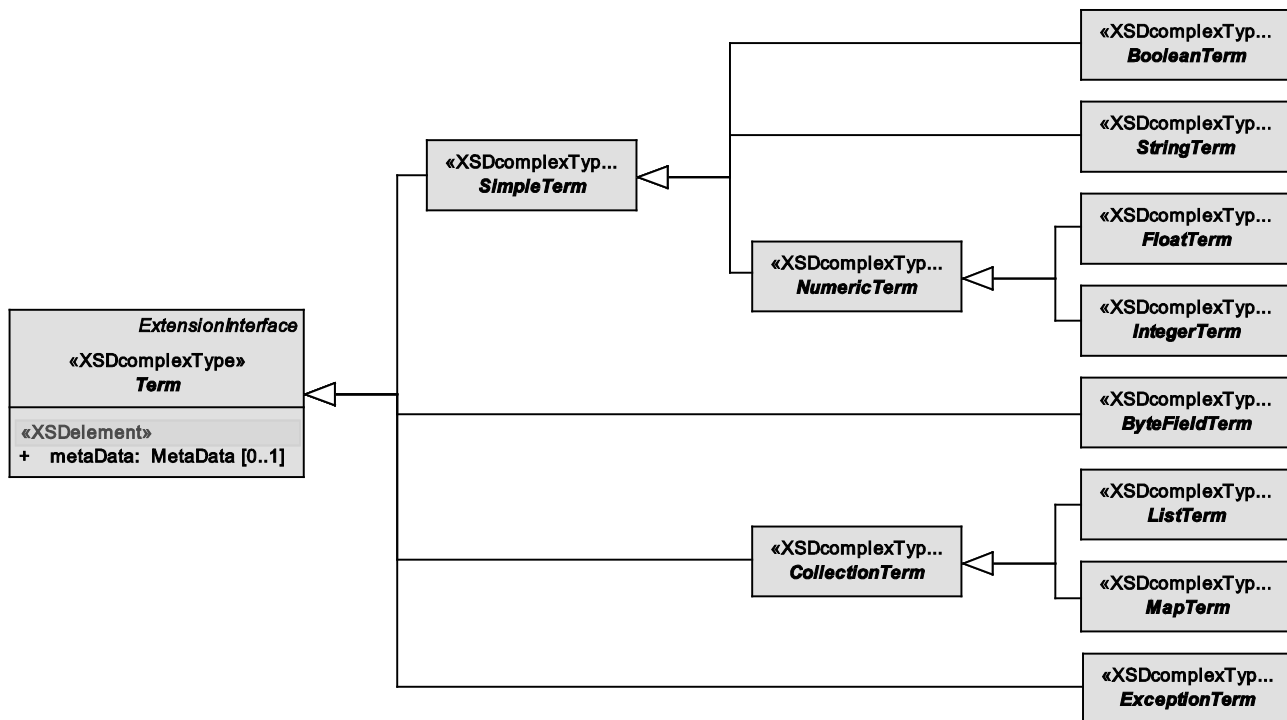 «XSDcomplexTyp...
BooleanTerm
«XSDcomplexTyp...
StringTerm
«XSDcomplexTyp...
SimpleTerm
«XSDcomplexTyp...
FloatTerm
«XSDcomplexTyp...
NumericTerm
«XSDcomplexTyp...
IntegerTerm
ExtensionInterface
«XSDcomplexType»
Term
«XSDelement»
+ metaData: MetaData [0..1]
«XSDcomplexTyp...
ByteFieldTerm
«XSDcomplexTyp...
ListTerm
«XSDcomplexTyp...
CollectionTerm
«XSDcomplexTyp...
MapTerm
«XSDcomplexTyp...
ExceptionTerm